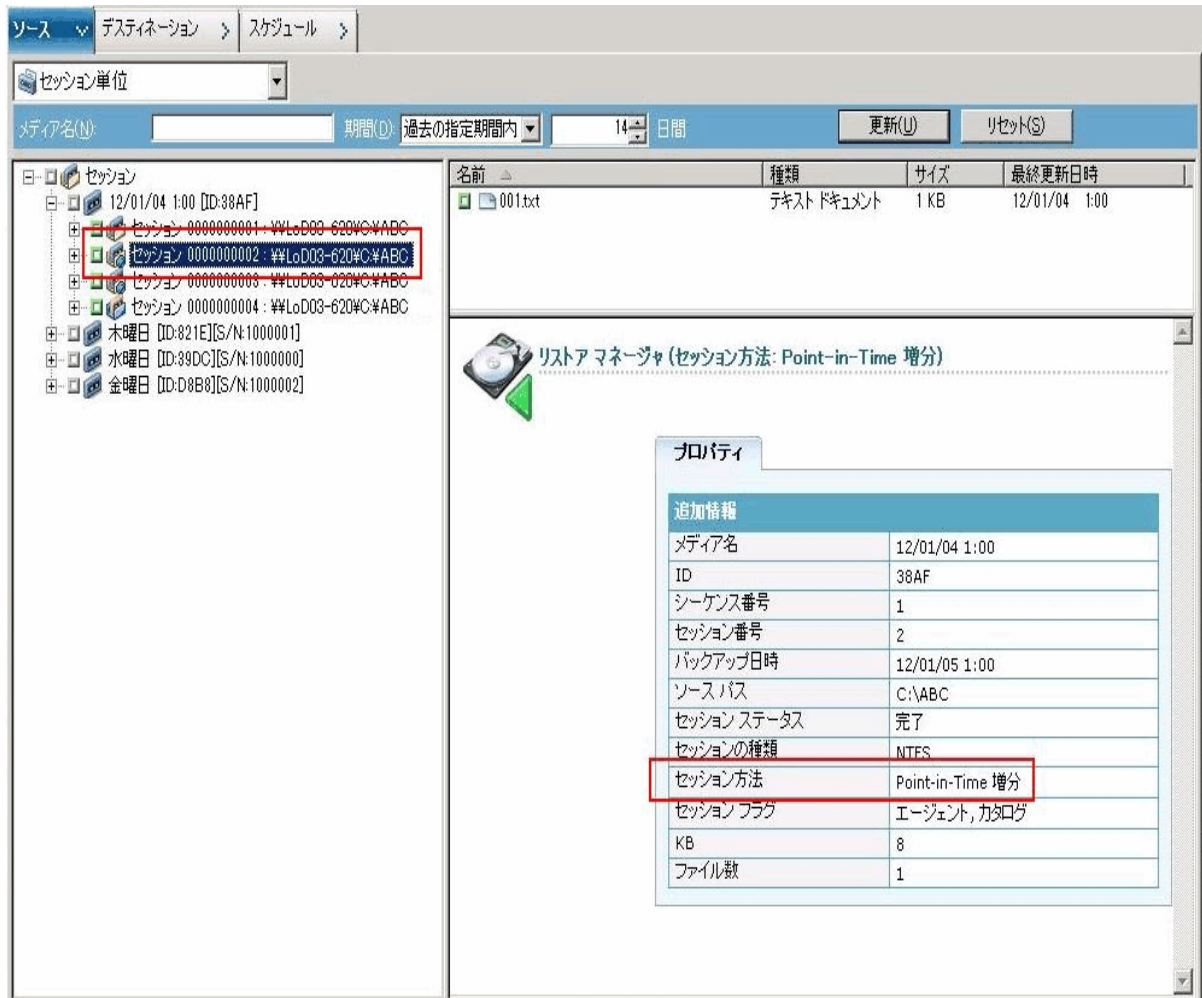 ソース デスティネーション スケジュール
セッション単位
メディア名(N): 期間(D): 過去の指定期間内 14 日間 更新(U) リセット(S)
セッション
12/01/04 1:00 [ID:38AF]
セッション 0000000001 : ¥¥LoD03-620¥C:¥ABC
セッション 0000000002 : ¥¥LoD03-620¥C:¥ABC
セッション 0000000003 : ¥¥LoD03-620¥C:¥ABC
セッション 0000000004 : ¥¥LoD03-620¥C:¥ABC
木曜日 [ID:821E][S/N:1000001]
水曜日 [ID:39DC][S/N:1000000]
金曜日 [ID:D8B8][S/N:1000002]
名前 種類 サイズ 最終更新日時
001.txt テキスト ドキュメント 1 KB 12/01/04 1:00
リストア マネージャ (セッション方法: Point-in-Time 増分)
プロパティ
追加情報
メディア名 12/01/04 1:00
ID 38AF
シーケンス番号 1
セッション番号 2
バックアップ日時 12/01/05 1:00
ソース パス C:\ABC
セッション ステータス 完了
セッションの種類 NTFS
セッション方法 Point-in-Time 増分
セッション フラグ エージェント, カタログ
KB 8
ファイル数 1